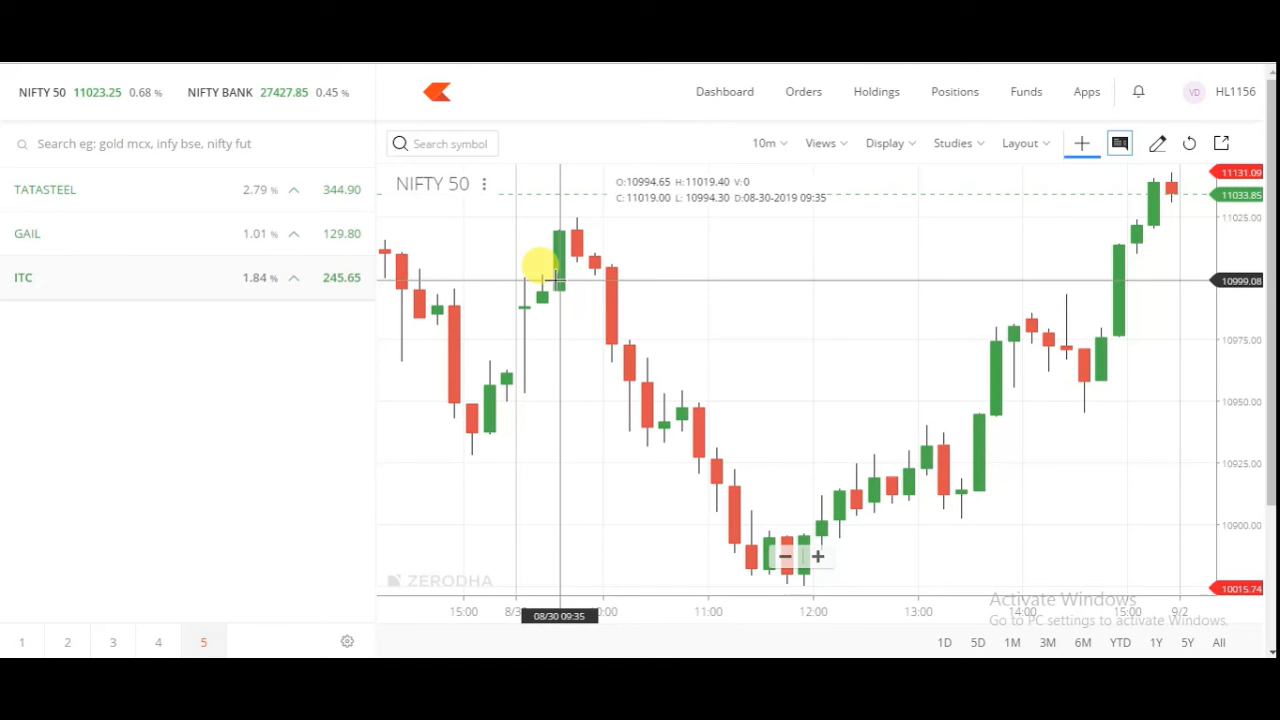 NIFTY 50 11023.25 0.68 % NIFTY BANK 27427.85 0.45 %
Dashboard Orders Holdings Positions Funds Apps VD HL1156
Search eg: gold mcx, infy bse, nifty fut
Search symbol 10m Views Display Studies Layout
TATASTEEL 2.79 % 344.90
GAIL 1.01 % 129.80
ITC 1.84 % 245.65
NIFTY 50
O:10994.65 H:11019.40 V:0
C:11019.00 L: 10994.30 D:08-30-2019 09:35
11131.09
11033.85
11025.00
10999.08
10975.00
10950.00
10925.00
10900.00
10015.74
ZERODHA
15:00 08/30 09:35 11:00 12:00 13:00 14:00 15:00 9/2
Activate Windows
Go to PC settings to activate Windows.
1 2 3 4 5
1D 5D 1M 3M 6M YTD 1Y 5Y All